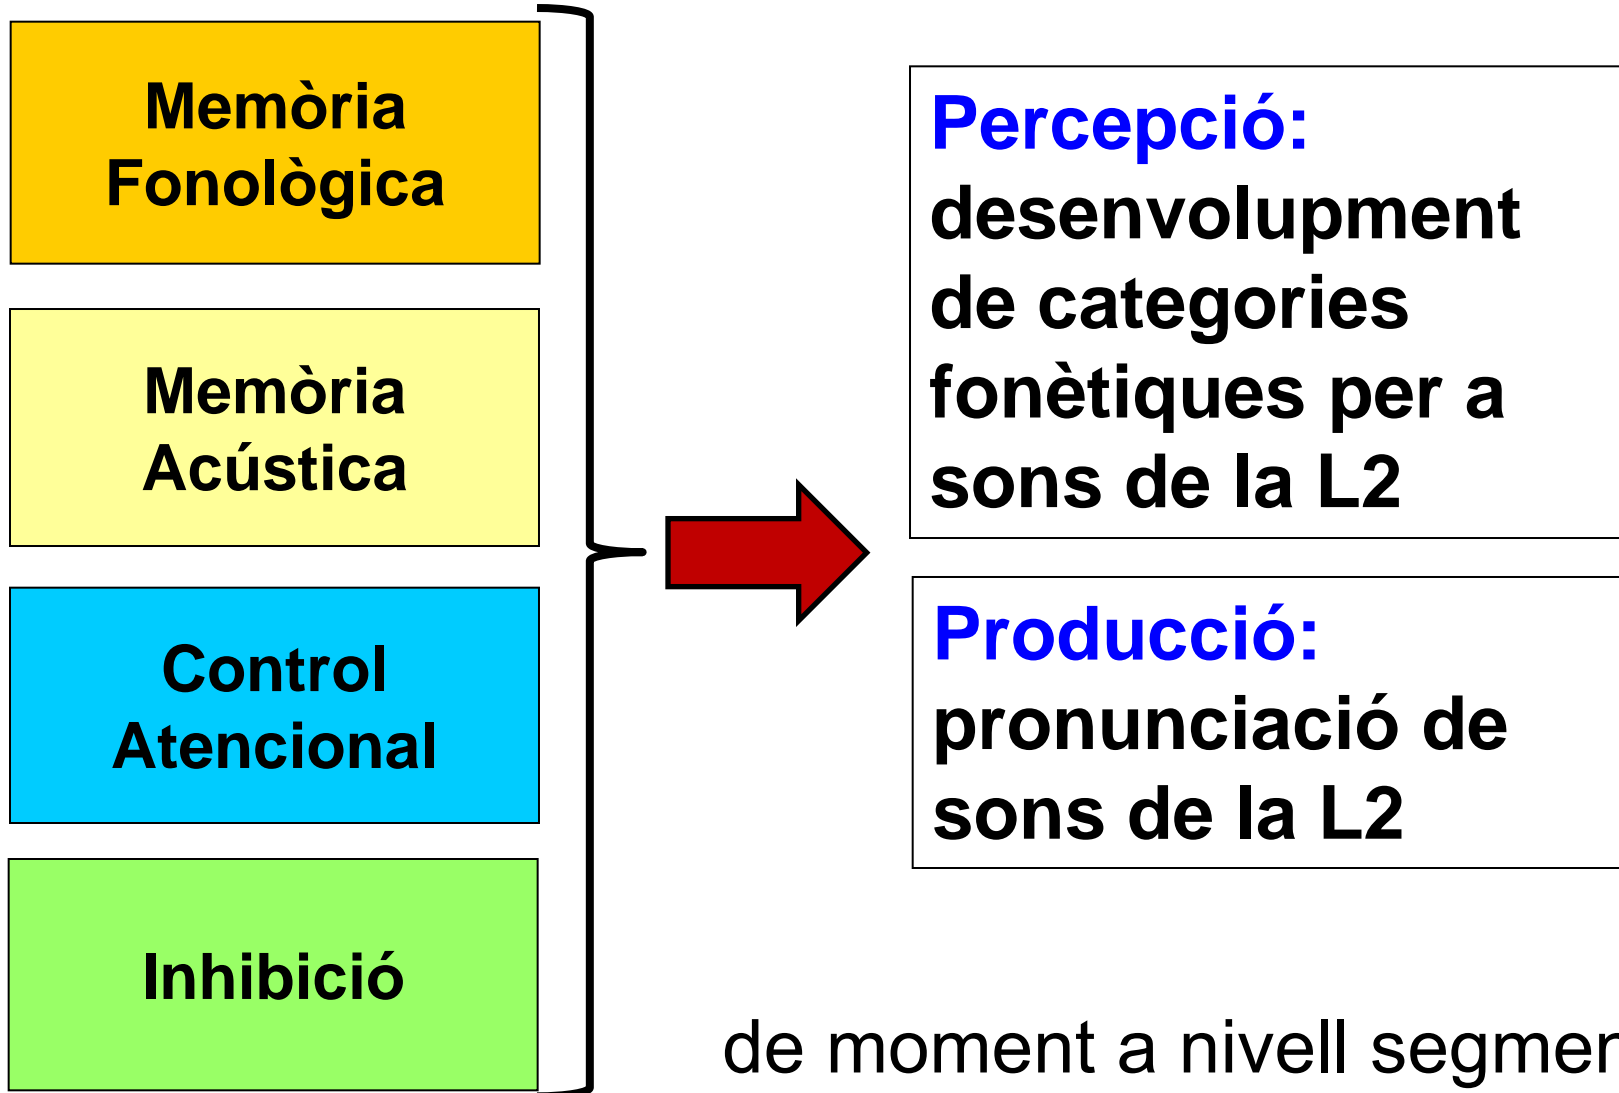 Memòria
Fonològica
Memòria
Acústica
Control
Atencional
Inhibició
Percepció:
desenvolupment
de categories
fonètiques per a
sons de la L2
Producció:
pronunciació de
sons de la L2
de moment a nivell